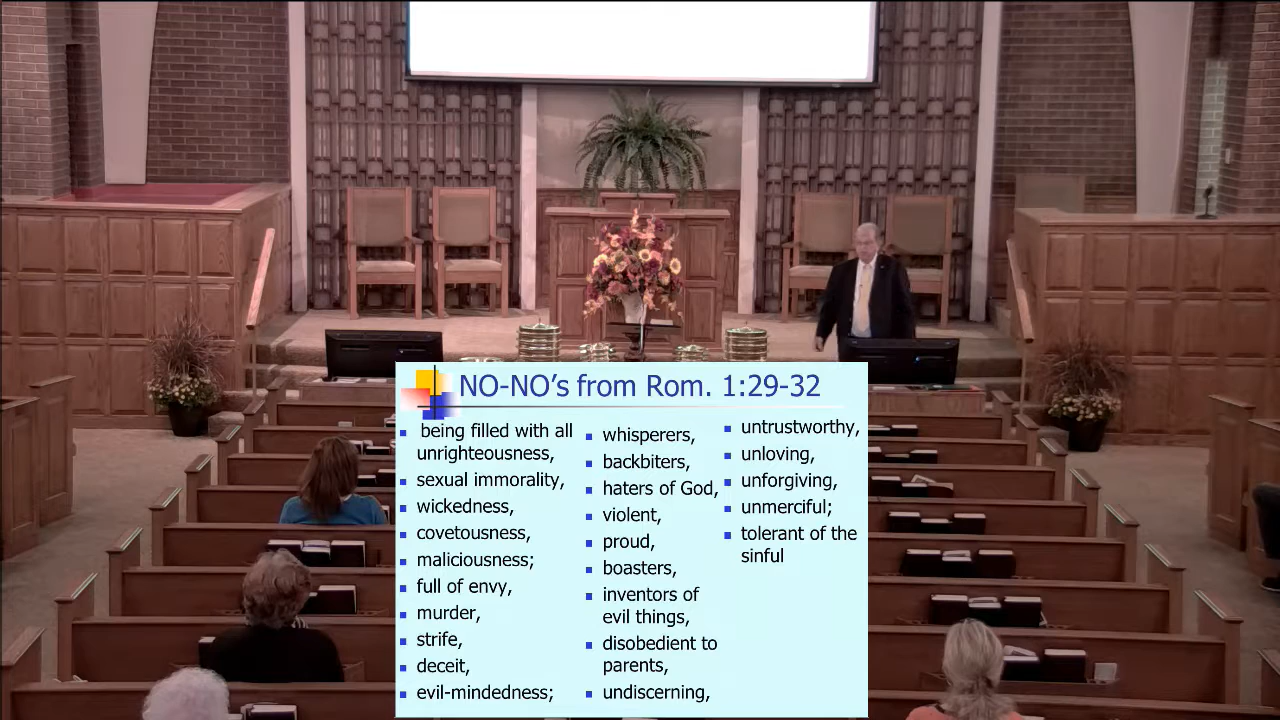 NO-NO's from Rom. 1:29-32
being filled with all
unrighteousness,
sexual immorality,
wickedness,
covetousness,
maliciousness;
full of envy,
murder,
strife,
deceit,
evil-mindedness;
whisperers,
backbiters,
haters of God,
violent,
proud,
boasters,
inventors of
evil things,
disobedient to
parents,
undiscerning,
untrustworthy,
unloving,
unforgiving,
unmerciful;
tolerant of the
sinful